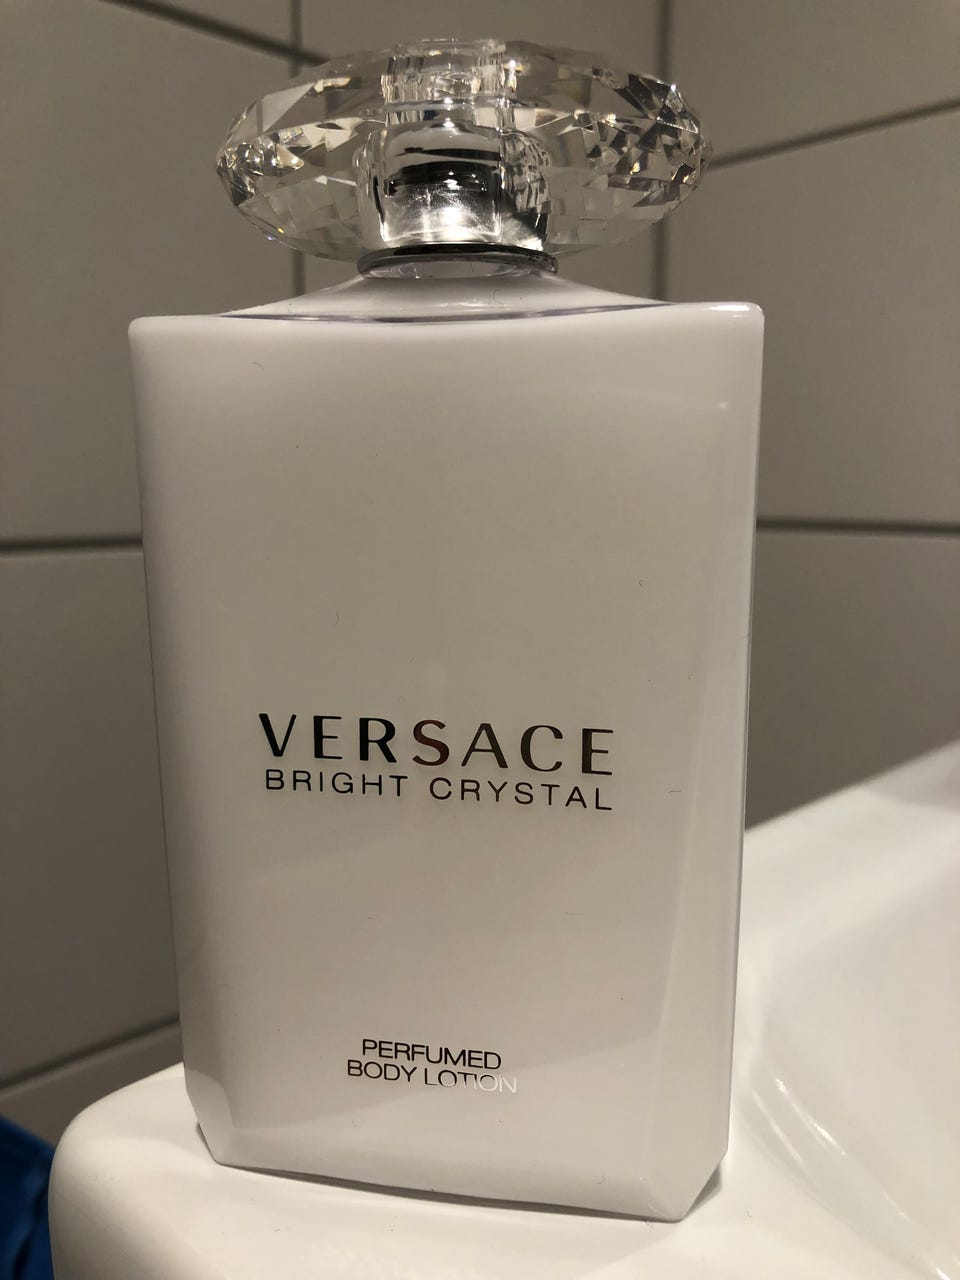 VERSACE
BRIGHT CRYSTAL
PERFUMED
BODY LOTION